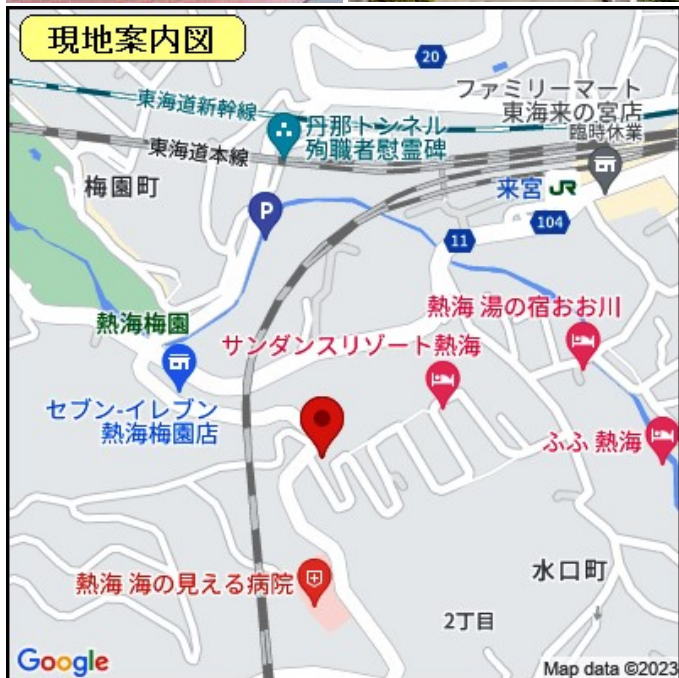 現地案内図
20
ファミリーマート
東海来の宮店
臨時休業
東海道新幹線
丹那トンネル
殉職者慰霊碑
東海道本線
梅園町
来宮 JR
P
104
11
熱海 湯の宿おお川
熱海梅園
サンダンスリゾート熱海
セブン-イレブン
熱海梅園店
ふふ 熱海
熱海 海の見える病院
水口町
2丁目
Google
Map data ©2023